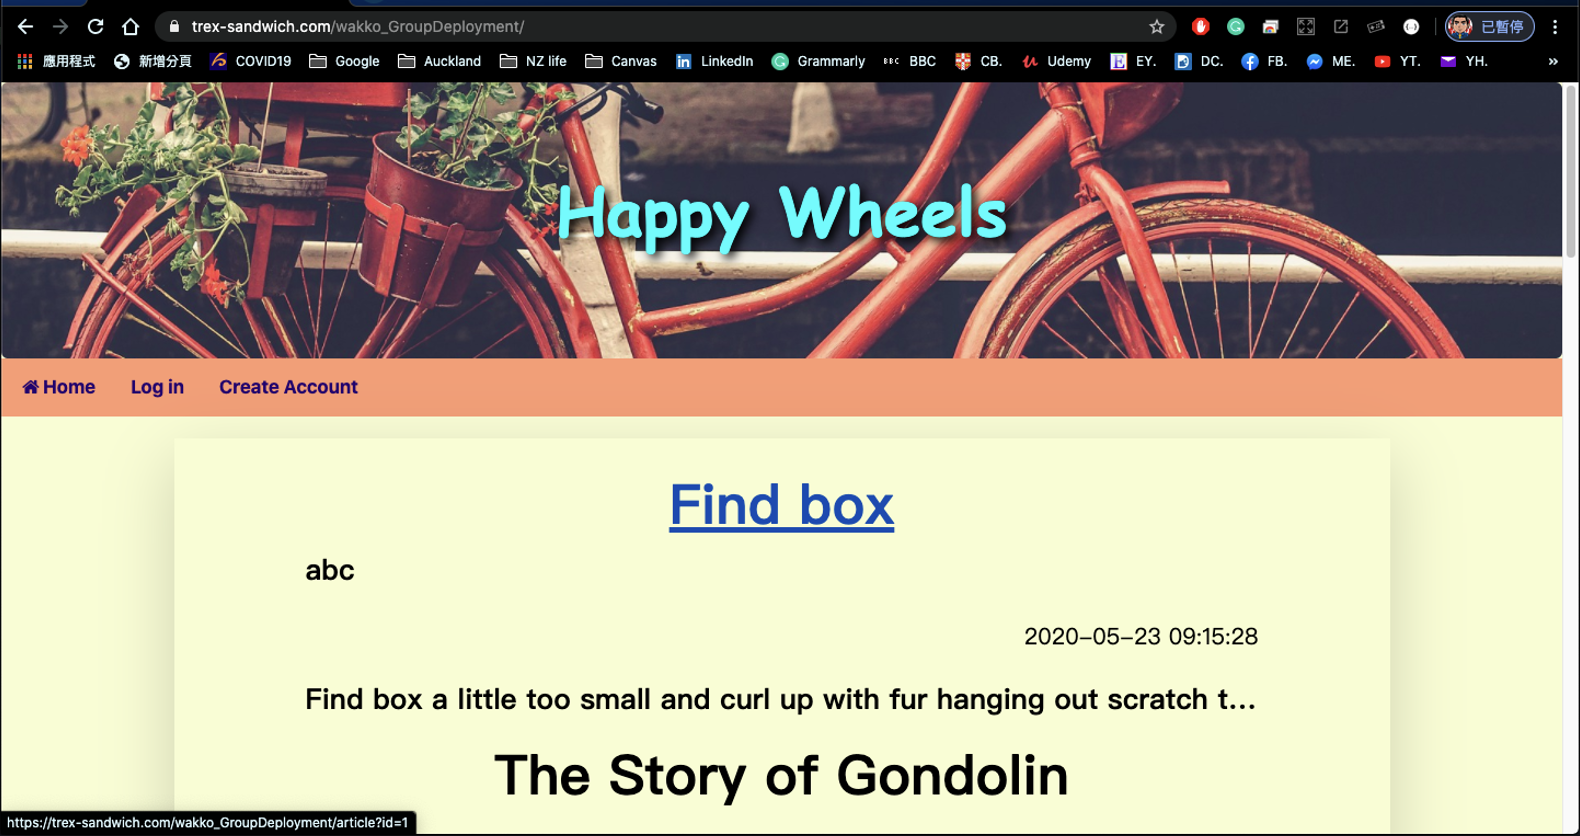 trex-sandwich.com/wakko_GroupDeployment/
已暫停
應用程式 新增分頁 COVID19 Google Auckland NZ life Canvas LinkedIn Grammarly BBC BBC CB. Udemy EY. DC. FB. ME. YT. YH. »
Happy Wheels
Home Log in Create Account
Find box
abc
2020-05-23 09:15:28
Find box a little too small and curl up with fur hanging out scratch t...
The Story of Gondolin
https://trex-sandwich.com/wakko_GroupDeployment/article?id=1